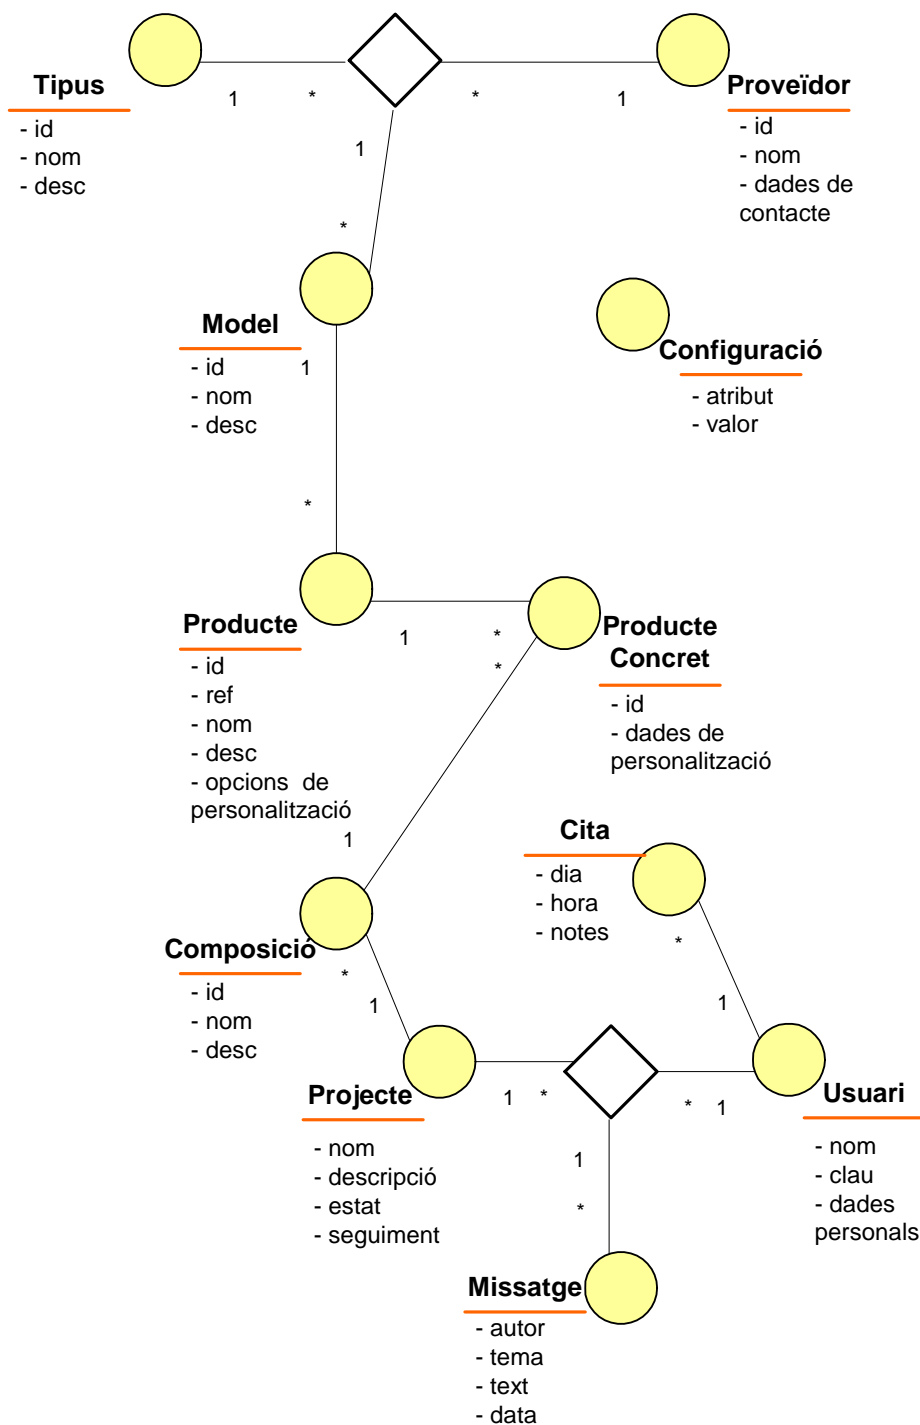 Tipus
- id
- nom
- desc
1
*
*
1
Proveïdor
- id
- nom
- dades de
contacte
1
*
Model
- id
- nom
- desc
1
*
Configuració
- atribut
- valor
Producte
- id
- ref
- nom
- desc
- opcions de
personalització
1
*
*
Producte
Concret
- id
- dades de
personalització
1
Cita
- dia
- hora
- notes
*
1
Composició
- id
- nom
- desc
*
1
Projecte
- nom
- descripció
- estat
- seguiment
1
*
*
1
Usuari
- nom
- clau
- dades
personals
1
*
Missatge
- autor
- tema
- text
- data